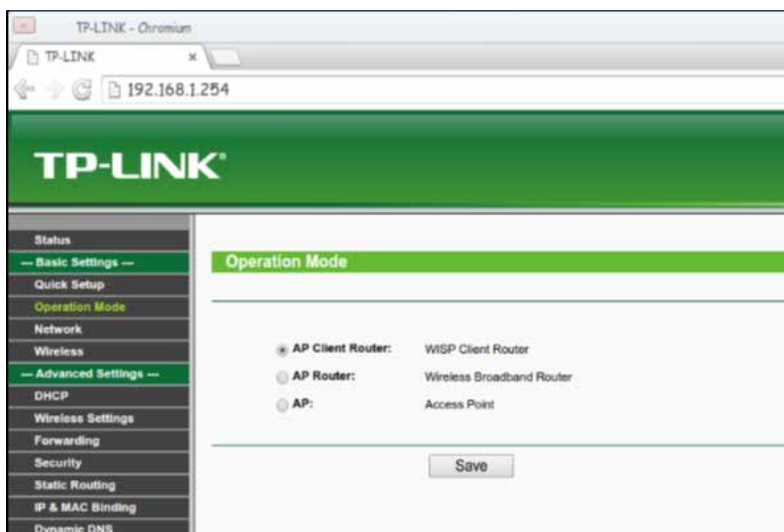 TP-LINK - Chromium
TP-LINK
192.168.1.254
TP-LINK®
Status
--- Basic Settings ---
Quick Setup
Operation Mode
Network
Wireless
--- Advanced Settings ---
DHCP
Wireless Settings
Forwarding
Security
Static Routing
IP & MAC Binding
Dynamic DNS
Operation Mode
AP Client Router: WISP Client Router
AP Router: Wireless Broadband Router
AP: Access Point
Save